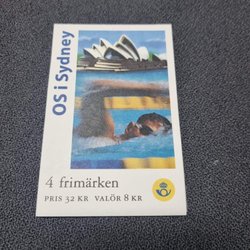 OS i Sydney
4 frimärken
PRIS 32 KR VALÖR 8 KR